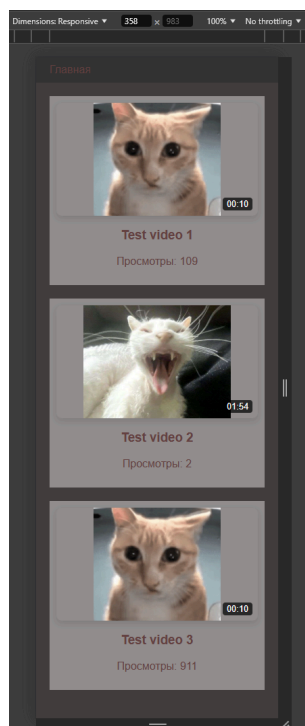 Dimensions: Responsive ▼ 358 x 983 100% ▼ No throttling ▼
Главная
00:10
Test video 1
Просмотры: 109
01:54
Test video 2
Просмотры: 2
00:10
Test video 3
Просмотры: 911